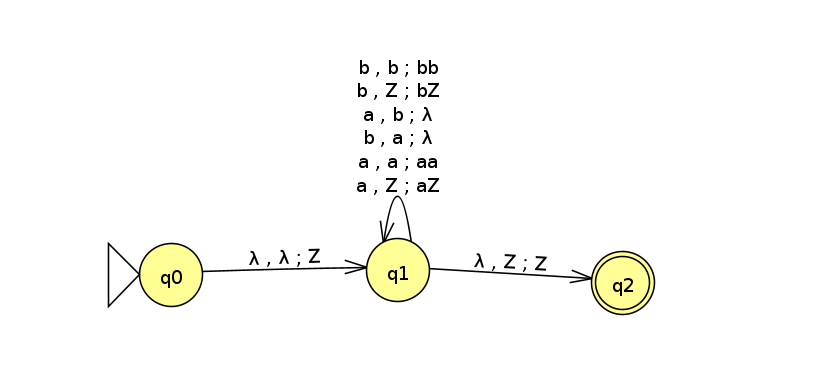 b , b ; bb
b , Z ; bZ
a , b ; λ
b , a ; λ
a , a ; aa
a , Z ; aZ
q0
λ , λ ; Z
q1
λ , Z ; Z
q2